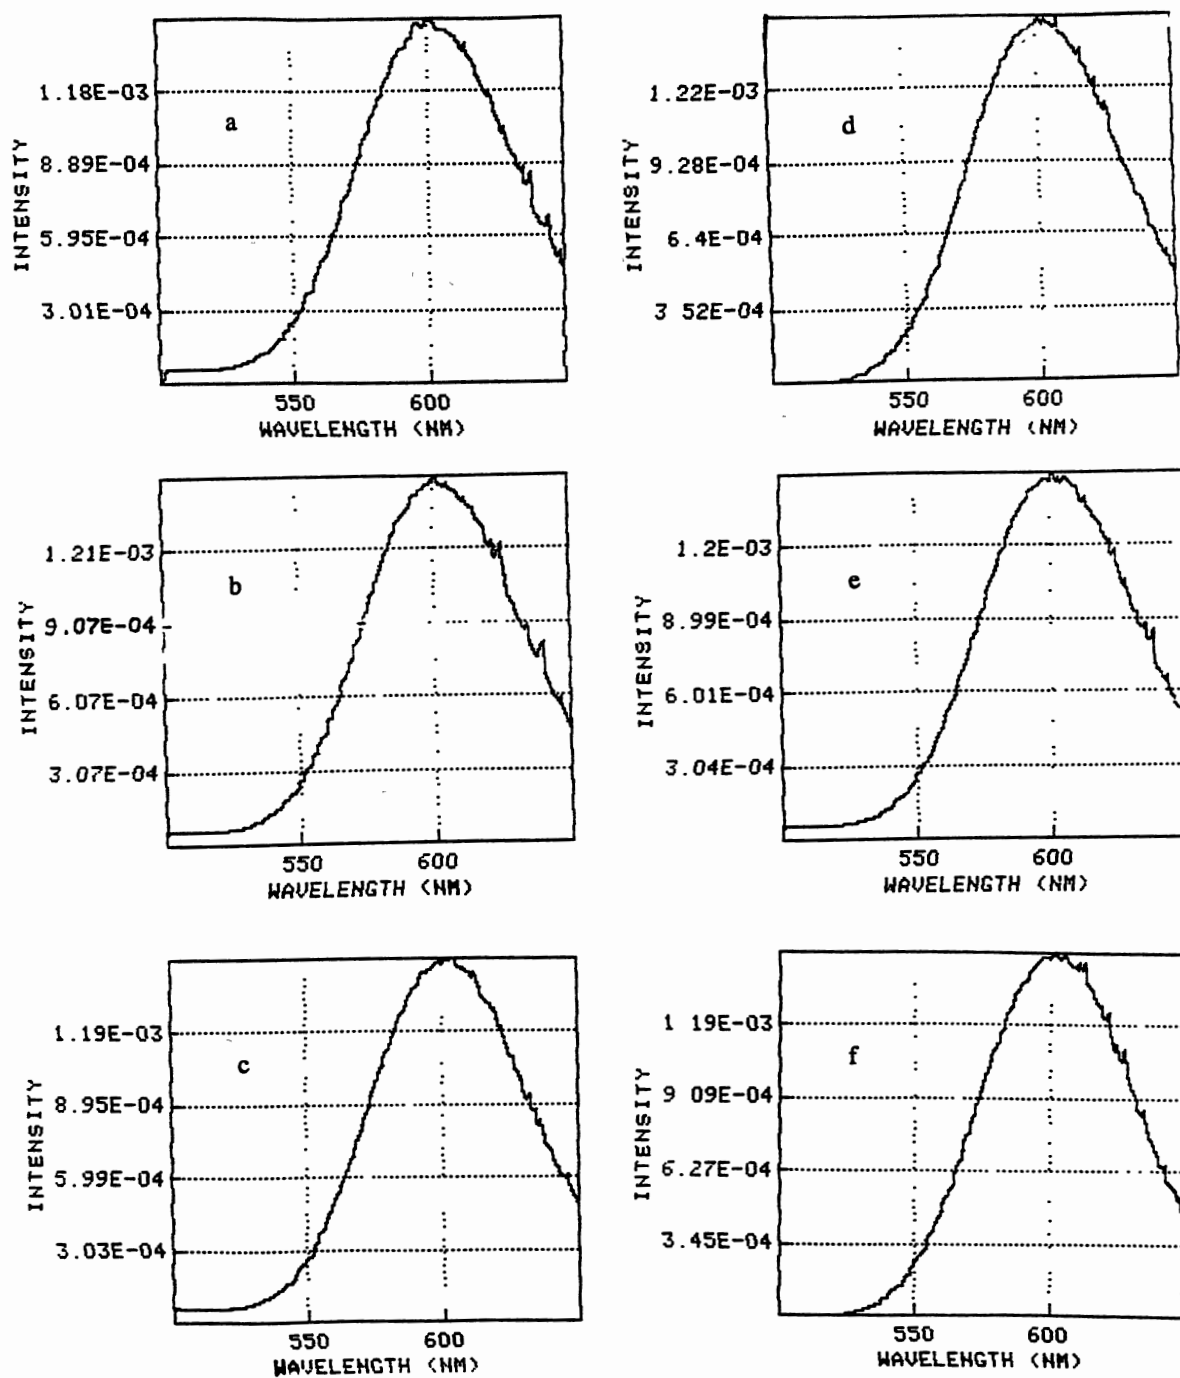 INTENSITY
1.18E-03
8.89E-04
5.95E-04
3.01E-04
a
550 600
WAVELENGTH (NM)
INTENSITY
1.22E-03
9.28E-04
6.4E-04
3 52E-04
d
550 600
WAVELENGTH (NM)
INTENSITY
1.21E-03
9.07E-04
6.07E-04
3.07E-04
b
550 600
WAVELENGTH (NM)
INTENSITY
1.2E-03
8.99E-04
6.01E-04
3.04E-04
e
550 600
WAVELENGTH (NM)
INTENSITY
1.19E-03
8.95E-04
5.99E-04
3.03E-04
c
550 600
WAVELENGTH (NM)
INTENSITY
1 19E-03
9 09E-04
6.27E-04
3.45E-04
f
550 600
WAVELENGTH (NM)